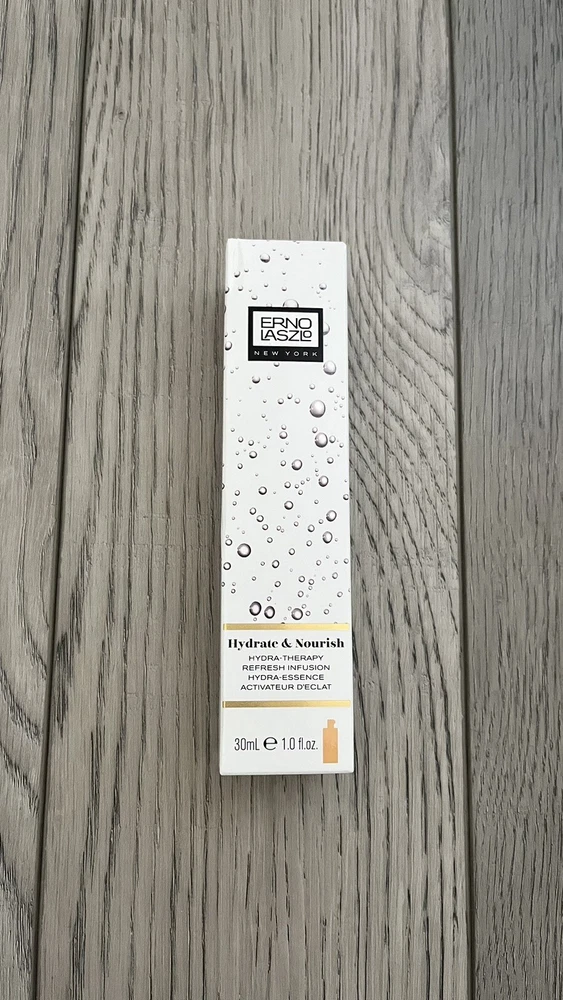 ERNO
LASZLO
NEW YORK
Hydrate & Nourish
HYDRA-THERAPY
REFRESH INFUSION
HYDRA-ESSENCE
ACTIVATEUR D'ECLAT
30mL ℮ 1.0 fl.oz.